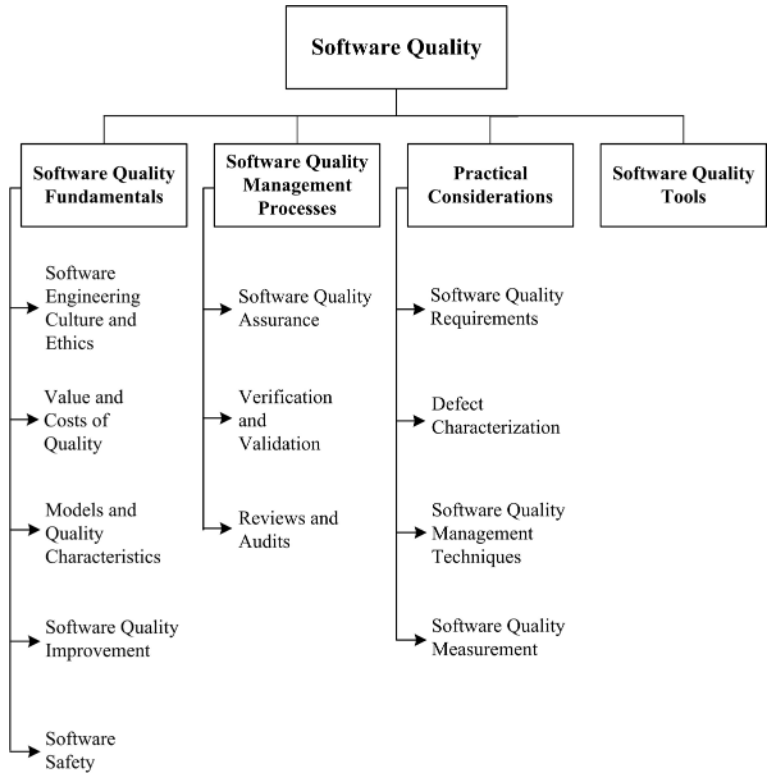 Software Quality
Software Quality
Fundamentals
Software Quality
Management
Processes
Practical
Considerations
Software Quality
Tools
Software
Engineering
Culture and
Ethics
Value and
Costs of
Quality
Models and
Quality
Characteristics
Software Quality
Improvement
Software
Safety
Software Quality
Assurance
Verification
and
Validation
Reviews and
Audits
Software Quality
Requirements
Defect
Characterization
Software Quality
Management
Techniques
Software Quality
Measurement